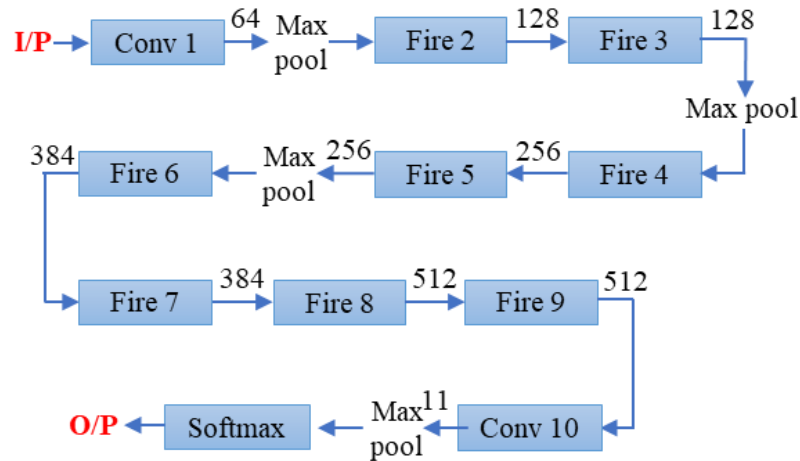 I/P
Conv 1
64
Max
pool
Fire 2
128
Fire 3
128
Max pool
Fire 4
256
Fire 5
256
Max
pool
Fire 6
384
Fire 7
384
Fire 8
512
Fire 9
512
Conv 10
11
Max
pool
Softmax
O/P